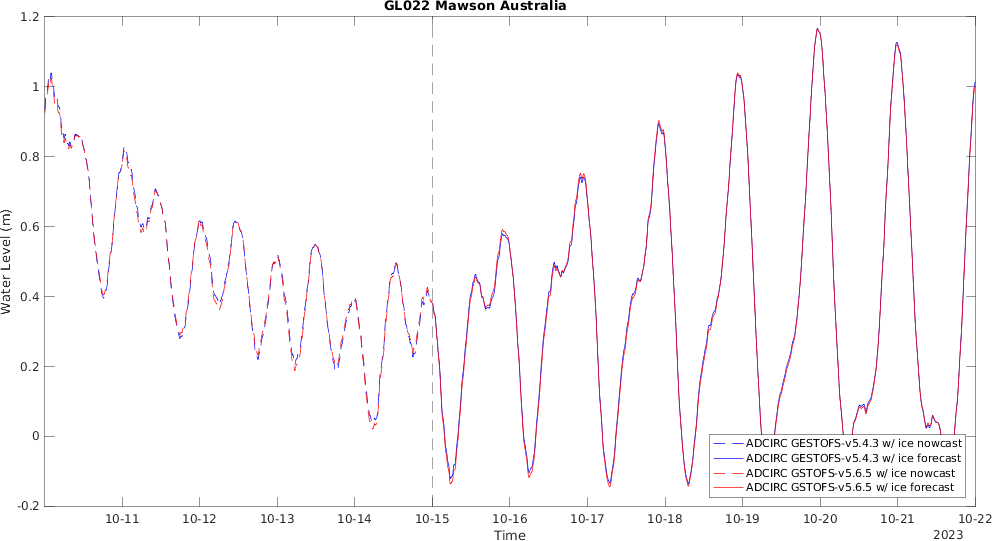 GL022 Mawson Australia
Water Level (m)
1.2
1
0.8
0.6
0.4
0.2
0
-0.2
ADCIRC GESTOFS-v5.4.3 w/ ice nowcast
ADCIRC GESTOFS-v5.4.3 w/ ice forecast
ADCIRC GSTOFS-v5.6.5 w/ ice nowcast
ADCIRC GSTOFS-v5.6.5 w/ ice forecast
10-11 10-12 10-13 10-14 10-15 10-16 10-17 10-18 10-19 10-20 10-21 10-22
Time
2023